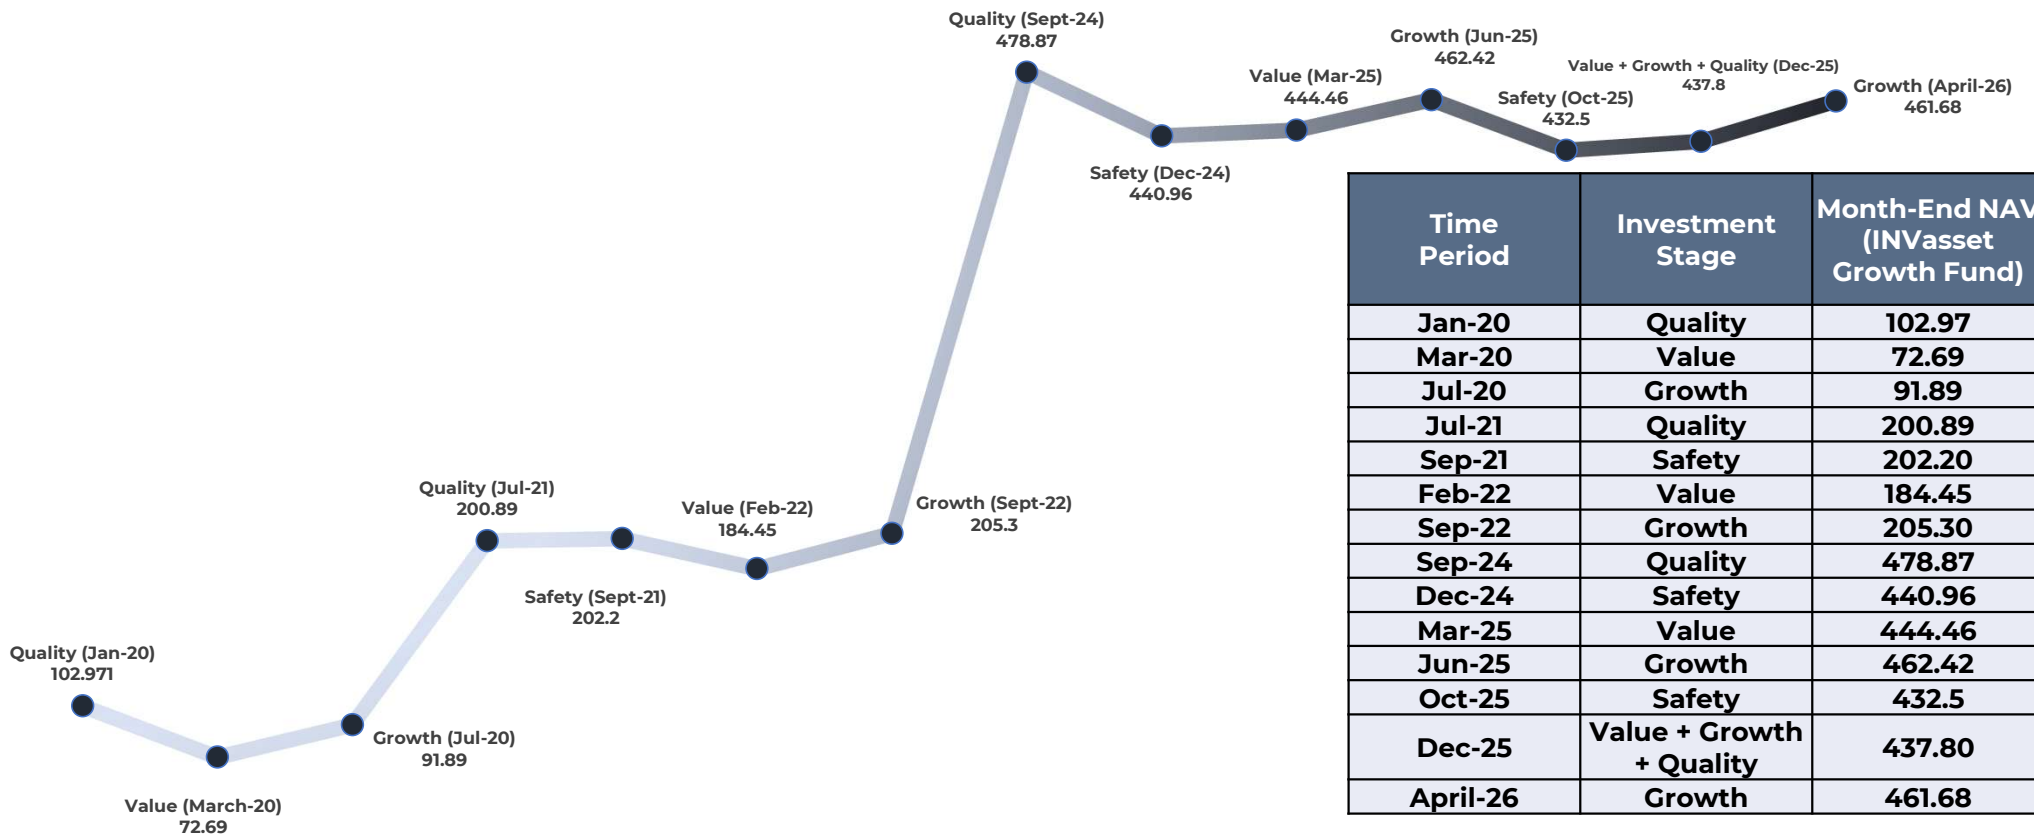 Quality (Sept-24)
478.87
Growth (Jun-25)
462.42
Value (Mar-25)
444.46
Value + Growth + Quality (Dec-25)
437.8
Safety (Oct-25)
432.5
Growth (April-26)
461.68
Safety (Dec-24)
440.96
Quality (Jul-21)
200.89
Value (Feb-22)
184.45
Growth (Sept-22)
205.3
Safety (Sept-21)
202.2
Quality (Jan-20)
102.971
Growth (Jul-20)
91.89
Value (March-20)
72.69
Time Period Investment Stage Month-End NAV (INVasset Growth Fund)
Jan-20 Quality 102.97
Mar-20 Value 72.69
Jul-20 Growth 91.89
Jul-21 Quality 200.89
Sep-21 Safety 202.20
Feb-22 Value 184.45
Sep-22 Growth 205.30
Sep-24 Quality 478.87
Dec-24 Safety 440.96
Mar-25 Value 444.46
Jun-25 Growth 462.42
Oct-25 Safety 432.5
Dec-25 Value + Growth + Quality 437.80
April-26 Growth 461.68